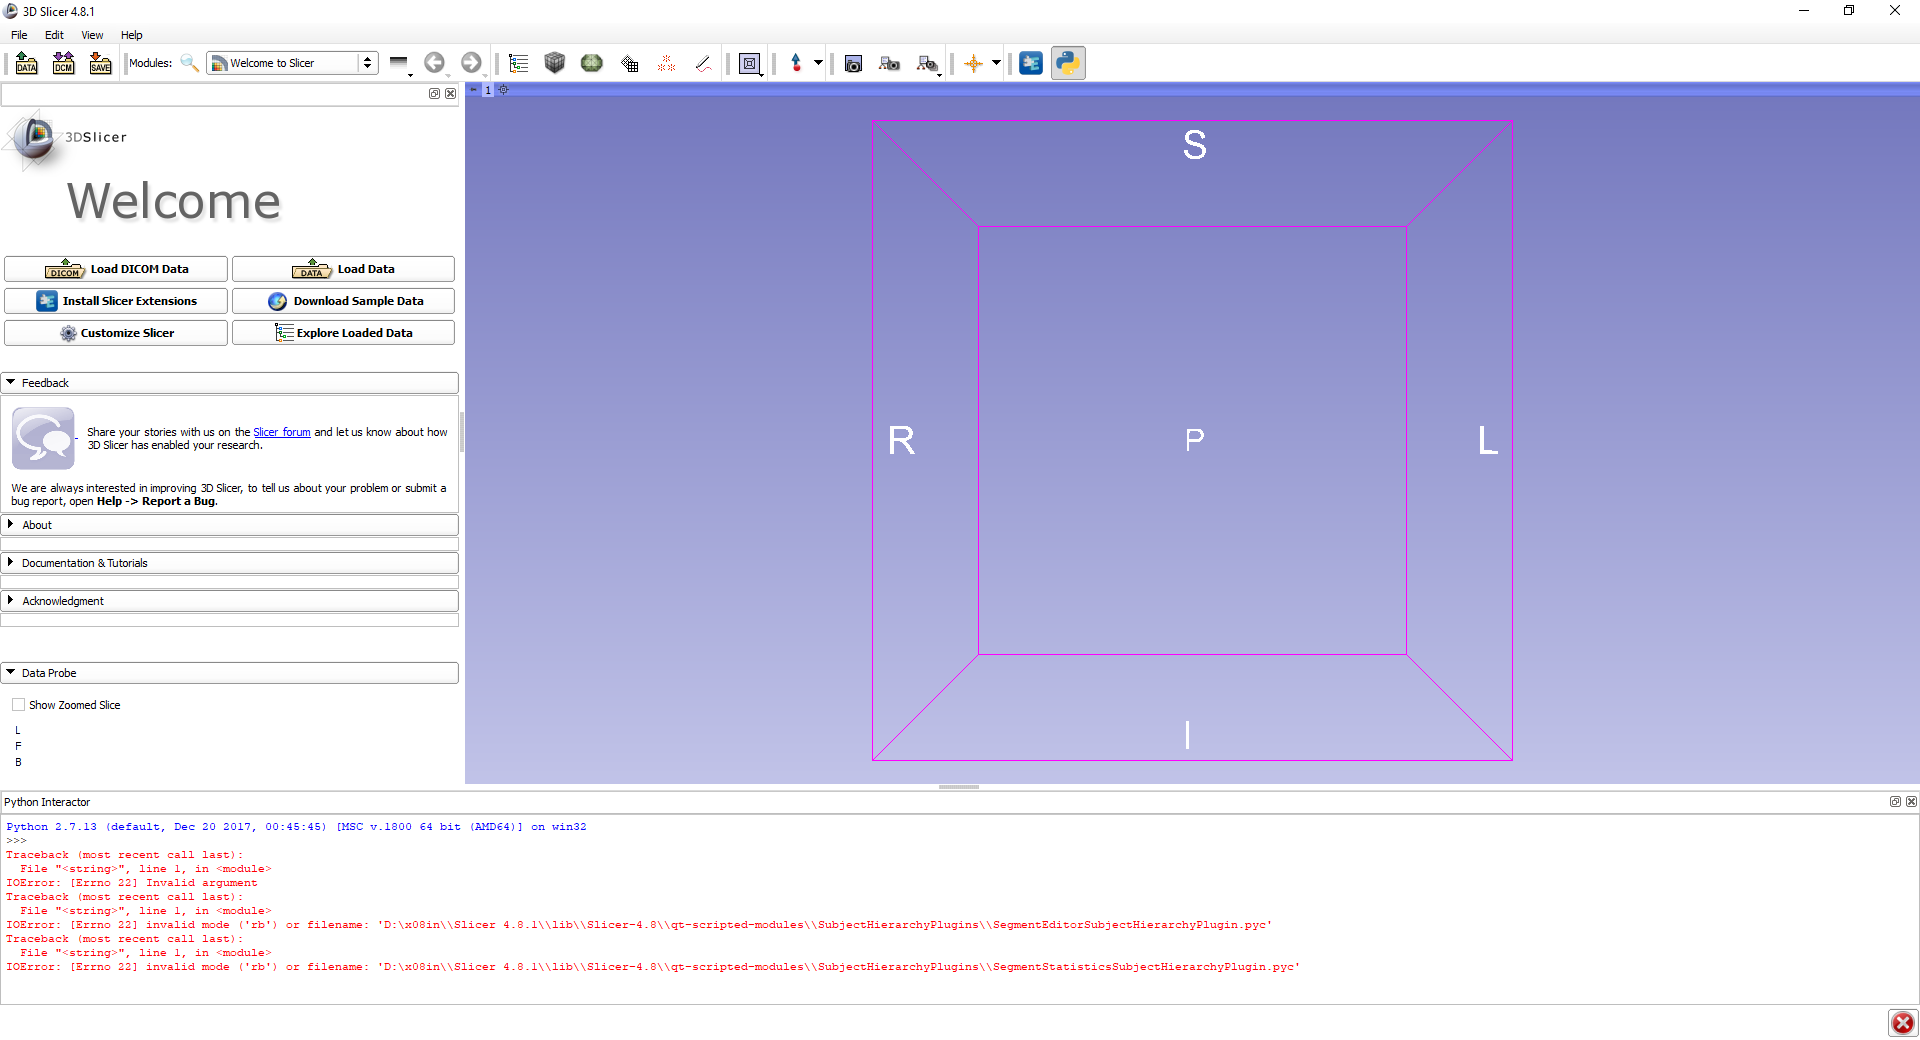 3D Slicer 4.8.1
File Edit View Help
DATA DCM SAVE Modules: Welcome to Slicer
1
3DSlicer
Welcome
DICOM Load DICOM Data DATA Load Data
Install Slicer Extensions Download Sample Data
Customize Slicer Explore Loaded Data
Feedback
Share your stories with us on the Slicer forum and let us know about how
3D Slicer has enabled your research.
We are always interested in improving 3D Slicer, to tell us about your problem or submit a
bug report, open Help -> Report a Bug.
About
Documentation & Tutorials
Acknowledgment
Data Probe
Show Zoomed Slice
L
F
B
S
R P L
I
Python Interactor
Python 2.7.13 (default, Dec 20 2017, 00:45:45) [MSC v.1800 64 bit (AMD64)] on win32
>>>
Traceback (most recent call last):
  File "<string>", line 1, in <module>
IOError: [Errno 22] Invalid argument
Traceback (most recent call last):
  File "<string>", line 1, in <module>
IOError: [Errno 22] invalid mode ('rb') or filename: 'D:\x08in\\Slicer 4.8.1\\lib\\Slicer-4.8\\qt-scripted-modules\\SubjectHierarchyPlugins\\SegmentEditorSubjectHierarchyPlugin.pyc'
Traceback (most recent call last):
  File "<string>", line 1, in <module>
IOError: [Errno 22] invalid mode ('rb') or filename: 'D:\x08in\\Slicer 4.8.1\\lib\\Slicer-4.8\\qt-scripted-modules\\SubjectHierarchyPlugins\\SegmentStatisticsSubjectHierarchyPlugin.pyc'